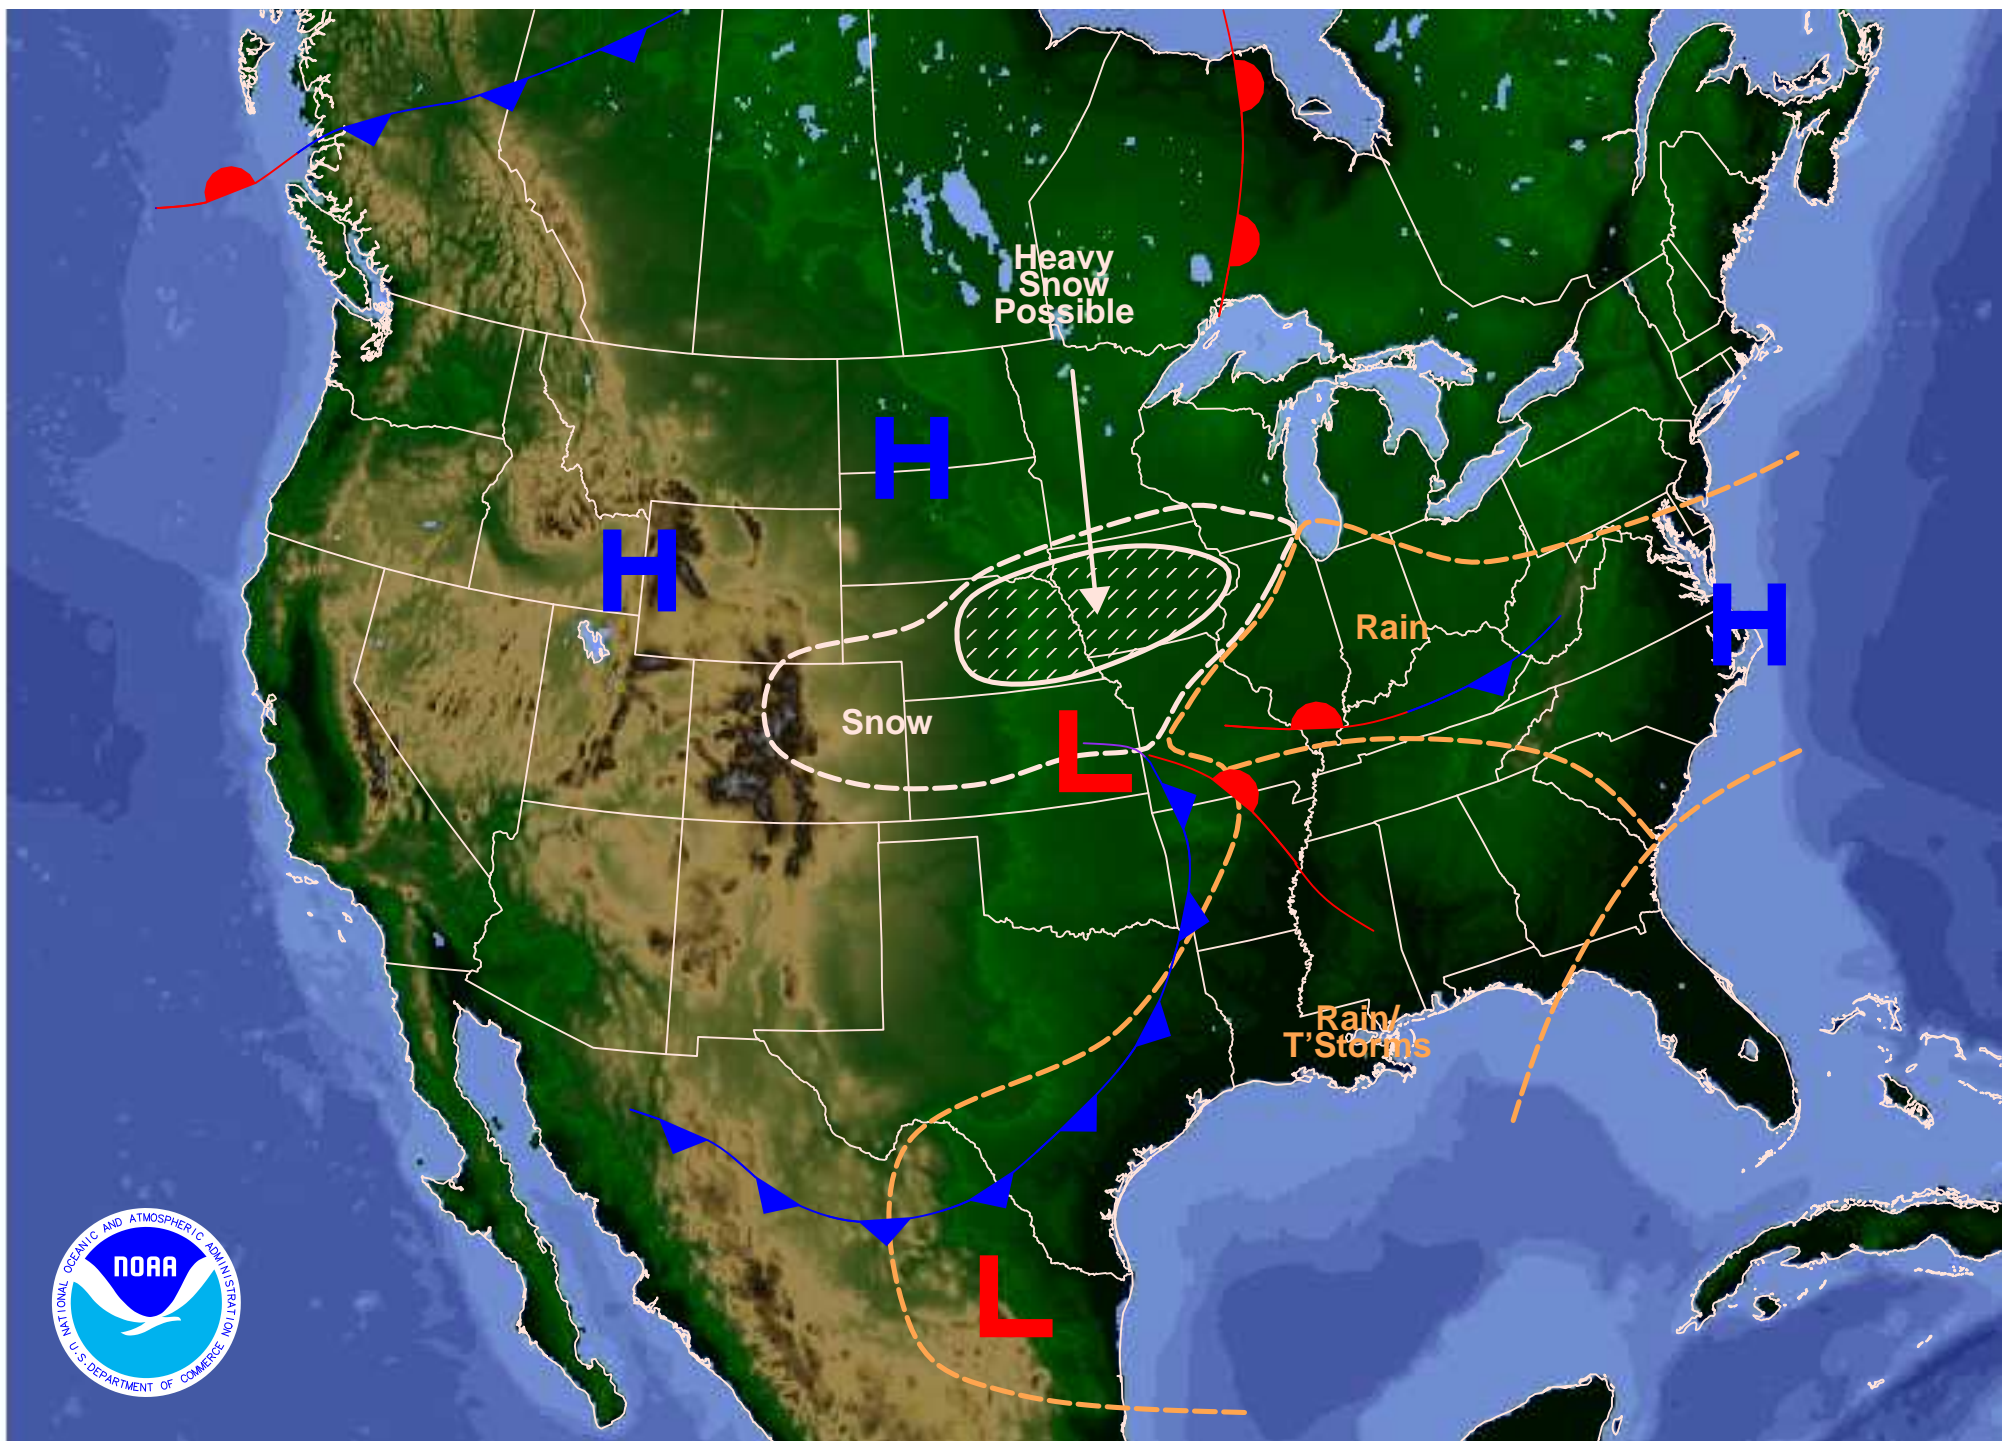 Heavy
Snow
Possible
H
H
H
Rain
Snow
L
Rain/
T'Storms
L
NATIONAL OCEANIC AND ATMOSPHERIC ADMINISTRATION
NOAA
U.S. DEPARTMENT OF COMMERCE